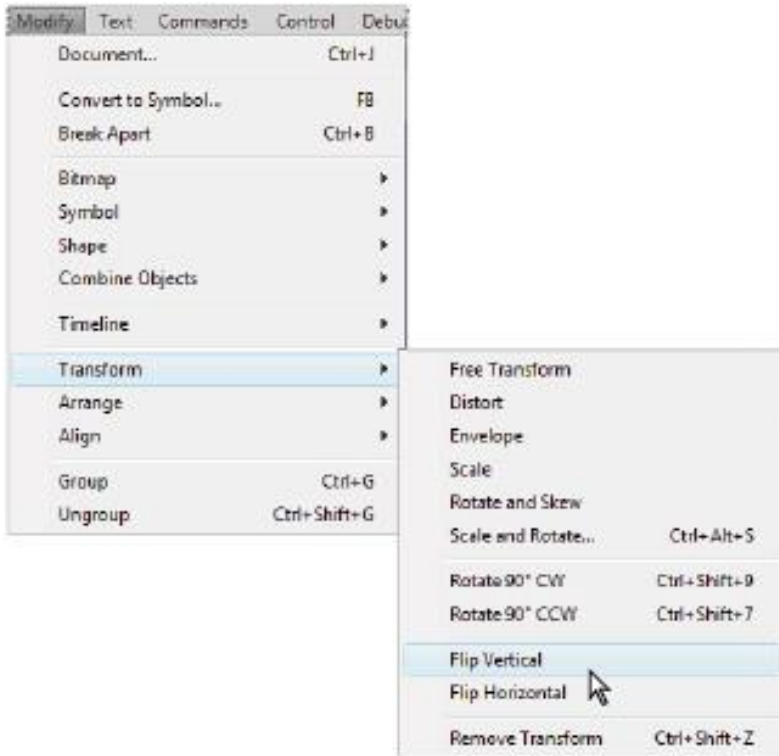 Modify Text Commands Control Debu
Document... Ctrl+J
Convert to Symbol... F8
Break Apart Ctrl+B
Bitmap
Symbol
Shape
Combine Objects
Timeline
Transform
Arrange
Align
Group Ctrl+G
Ungroup Ctrl+Shift+G
Free Transform
Distort
Envelope
Scale
Rotate and Skew
Scale and Rotate... Ctrl+Alt+S
Rotate 90° CW Ctrl+Shift+9
Rotate 90° CCW Ctrl+Shift+7
Flip Vertical
Flip Horizontal
Remove Transform Ctrl+Shift+Z